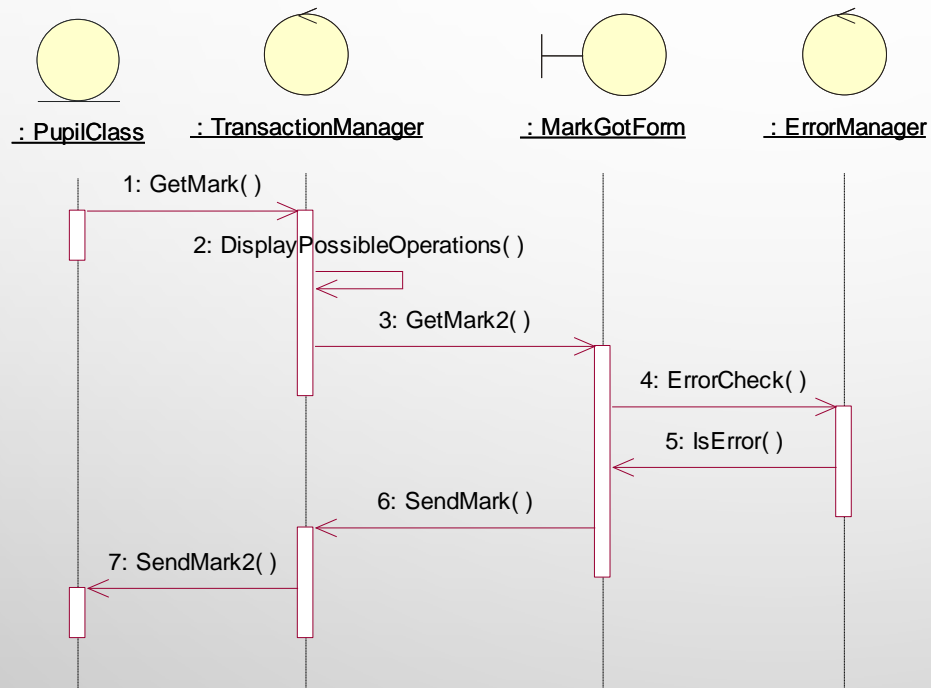 : PupilClass
: TransactionManager
: MarkGotForm
: ErrorManager
1: GetMark( )
2: DisplayPossibleOperations( )
3: GetMark2( )
4: ErrorCheck( )
5: IsError( )
6: SendMark( )
7: SendMark2( )